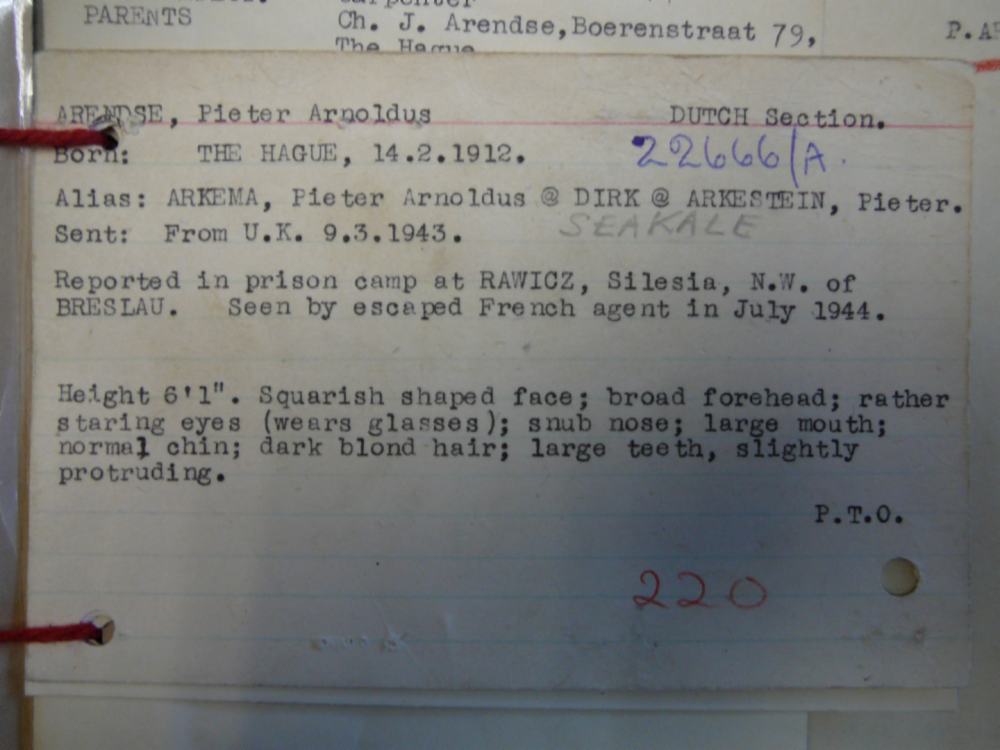 PARENTS Ch. J. Arendse, Boerenstraat 79, P.A
The Hague
ARENDSE, Pieter Arnoldus DUTCH Section.
Born: THE HAGUE, 14.2.1912. 22666/A.
Alias: ARKEMA, Pieter Arnoldus @ DIRK @ ARKESTEIN, Pieter.
Sent: From U.K. 9.3.1943. SEAKALE
Reported in prison camp at RAWICZ, Silesia, N.W. of
BRESLAU. Seen by escaped French agent in July 1944.
Height 6'1". Squarish shaped face; broad forehead; rather
staring eyes (wears glasses); snub nose; large mouth;
normal chin; dark blond hair; large teeth, slightly
protruding.
P.T.O.
220